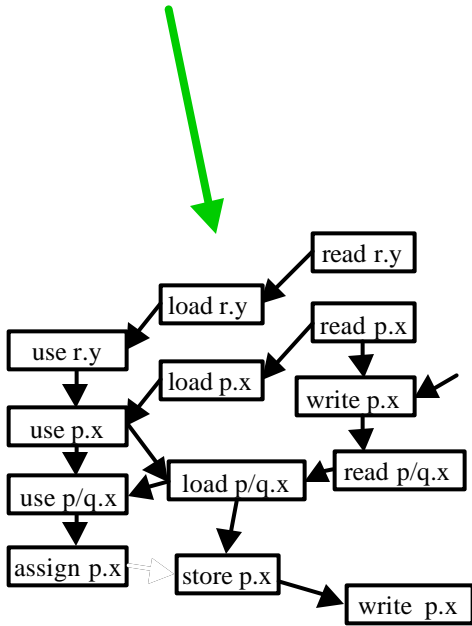 read r.y
load r.y
read p.x
use r.y
load p.x
write p.x
use p.x
read p/q.x
load p/q.x
use p/q.x
assign p.x
store p.x
write p.x